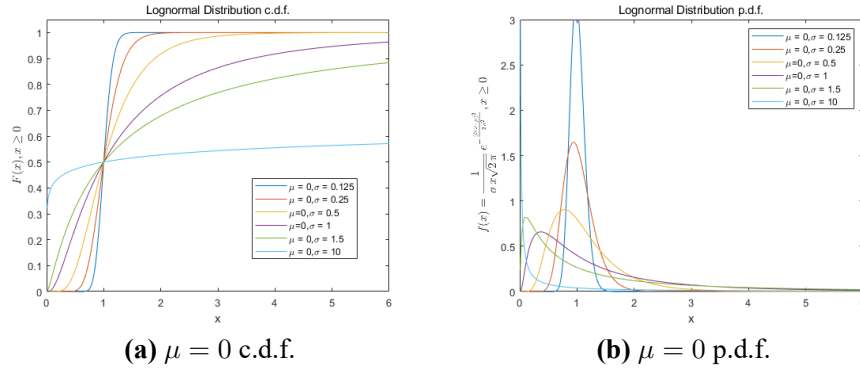 Lognormal Distribution c.d.f.
F(x), x ≥ 0
1
0.9
0.8
0.7
0.6
0.5
0.4
0.3
0.2
0.1
0
μ = 0,σ = 0.125
μ = 0,σ = 0.25
μ=0,σ = 0.5
μ=0,σ = 1
μ = 0,σ = 1.5
μ = 0,σ = 10
0 1 2 3 4 5 6
x
(a) μ = 0 c.d.f.
Lognormal Distribution p.d.f.
3
2.5
2
1.5
1
0.5
0
μ = 0,σ = 0.125
μ = 0,σ = 0.25
μ=0,σ = 0.5
μ=0,σ = 1
μ = 0,σ = 1.5
μ = 0,σ = 10
0 1 2 3 4 5
x
(b) μ = 0 p.d.f.